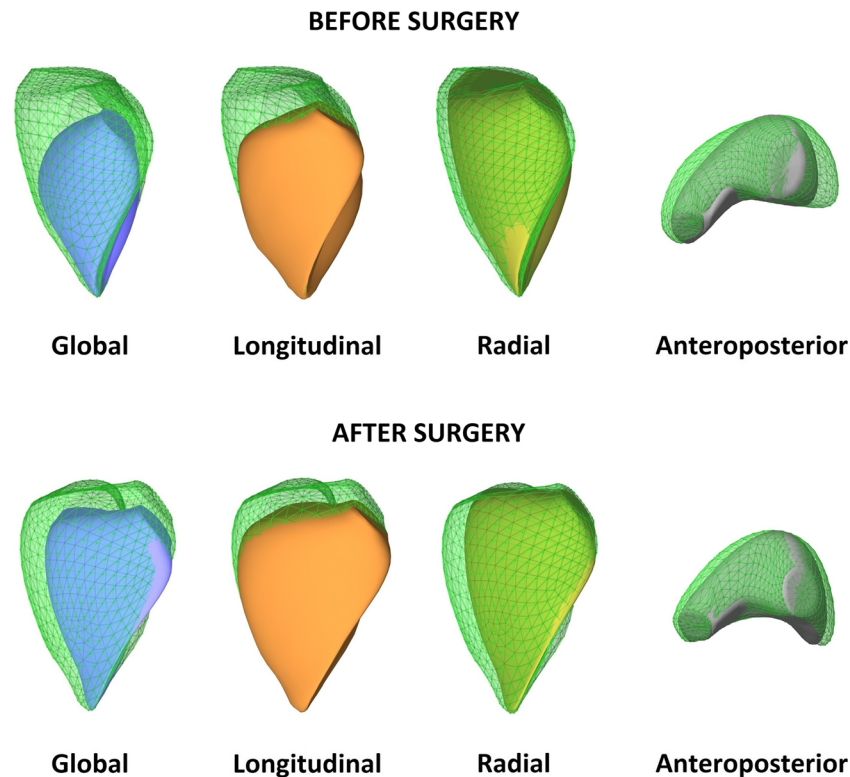 BEFORE SURGERY
Global Longitudinal Radial Anteroposterior
AFTER SURGERY
Global Longitudinal Radial Anteroposterior